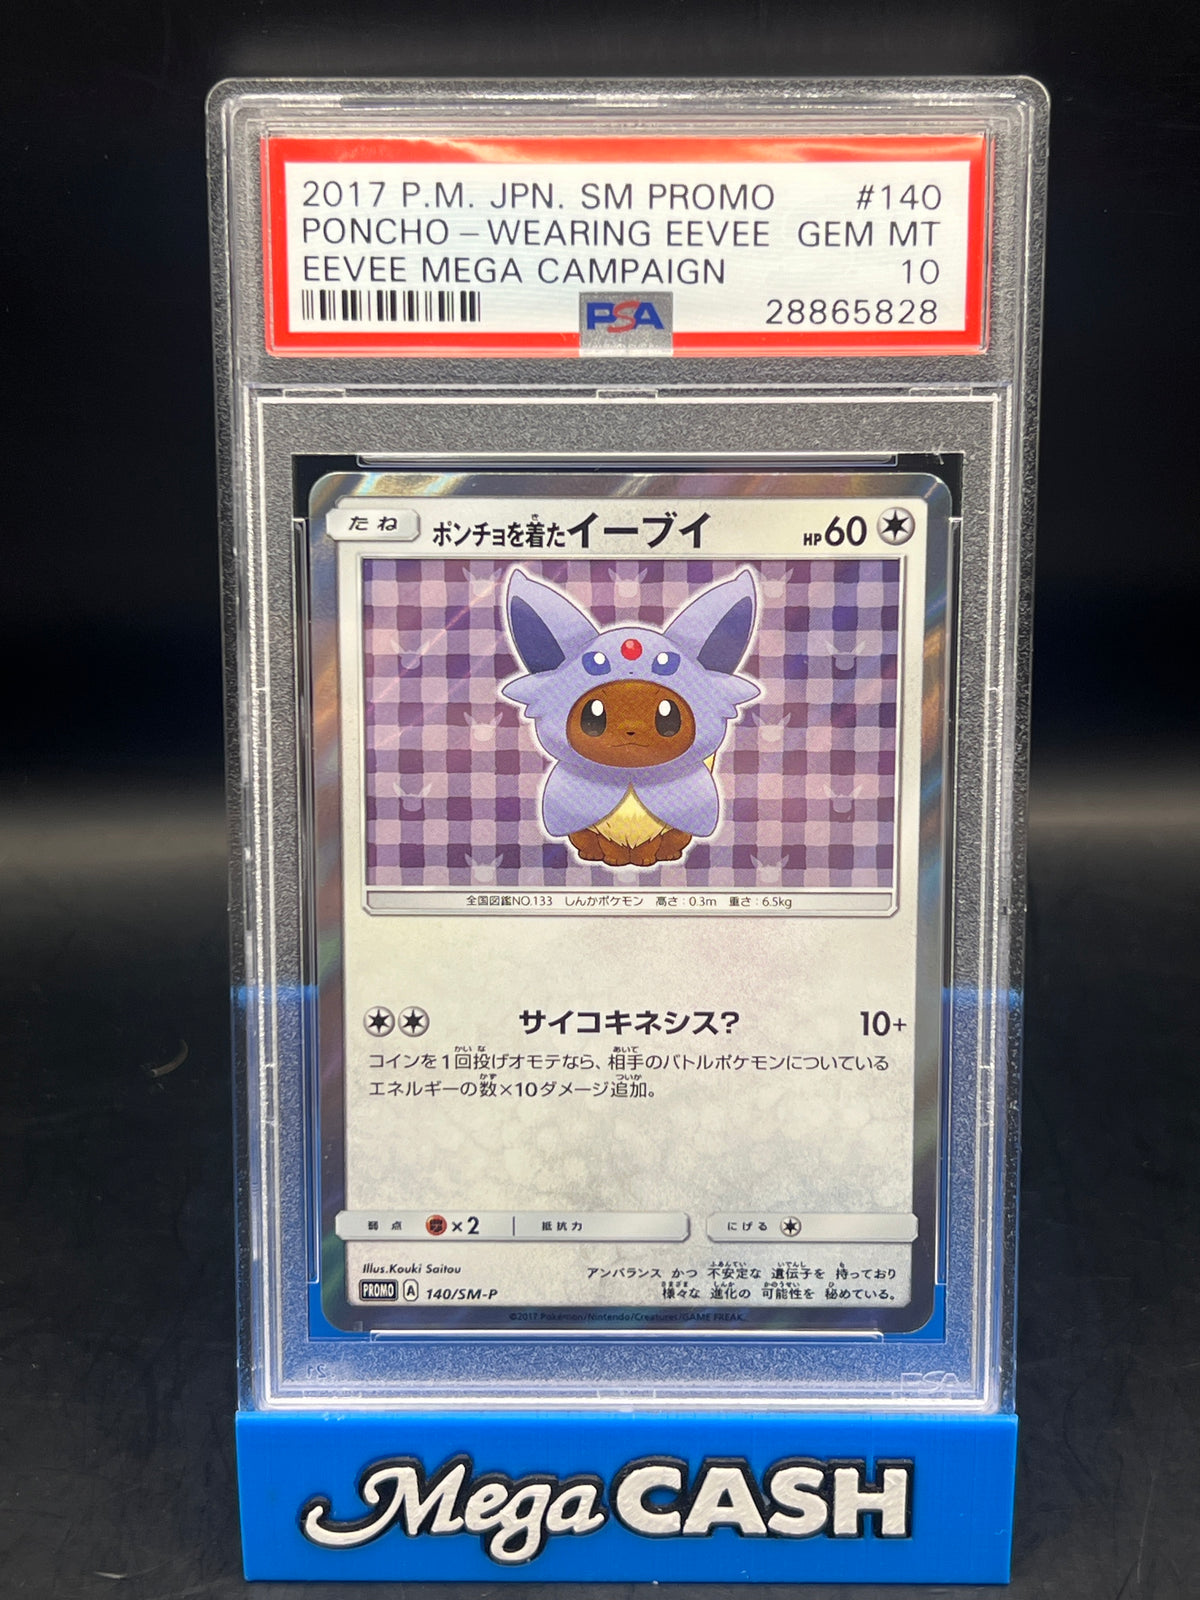 2017 P.M. JPN. SM PROMO #140
PONCHO-WEARING EEVEE GEM MT
EEVEE MEGA CAMPAIGN 10
PSA 28865828
たね ポンチョを着たイーブイ HP60
全国図鑑NO.133 しんかポケモン 高さ:0.3m 重さ:6.5kg
サイコキネシス? 10+
コインを1回投げオモテなら、相手のバトルポケモンについている
エネルギーの数×10ダメージ追加。
弱点 ×2 抵抗力 にげる
Illus.Kouki Saitou
アンバランス かつ 不安定な 遺伝子を 持っており
PROMO A 140/SM-P 様々な 進化の 可能性を 秘めている。
©2017 Pokémon/Nintendo/Creatures/GAME FREAK.
PSA
Mega CASH